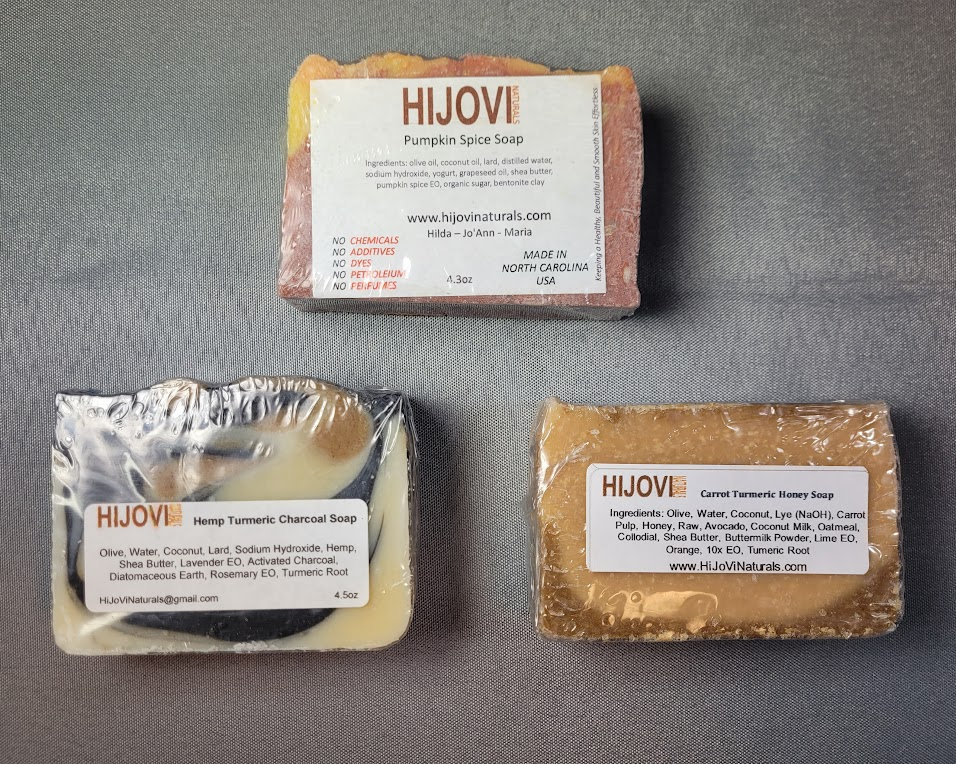 HIJOVI
NATURALS
Pumpkin Spice Soap
Ingredients: olive oil, coconut oil, lard, distilled water,
sodium hydroxide, yogurt, grapeseed oil, shea butter,
pumpkin spice EO, organic sugar, bentonite clay
www.hijovinaturals.com
Hilda – Jo'Ann - Maria
NO CHEMICALS
NO ADDITIVES
NO DYES
NO PETROLEIUM
NO PERFUMES
4.3oz
MADE IN
NORTH CAROLINA
USA
Keeping a Healthy, Beautiful and Smooth Skin Effortless
HIJOVI
Hemp Turmeric Charcoal Soap
Olive, Water, Coconut, Lard, Sodium Hydroxide, Hemp,
Shea Butter, Lavender EO, Activated Charcoal,
Diatomaceous Earth, Rosemary EO, Turmeric Root
HiJoViNaturals@gmail.com
4.5oz
HIJOVI
Carrot Turmeric Honey Soap
Ingredients: Olive, Water, Coconut, Lye (NaOH), Carrot
Pulp, Honey, Raw, Avocado, Coconut Milk, Oatmeal,
Collodial, Shea Butter, Buttermilk Powder, Lime EO,
Orange, 10x EO, Tumeric Root
www.HiJoViNaturals.com